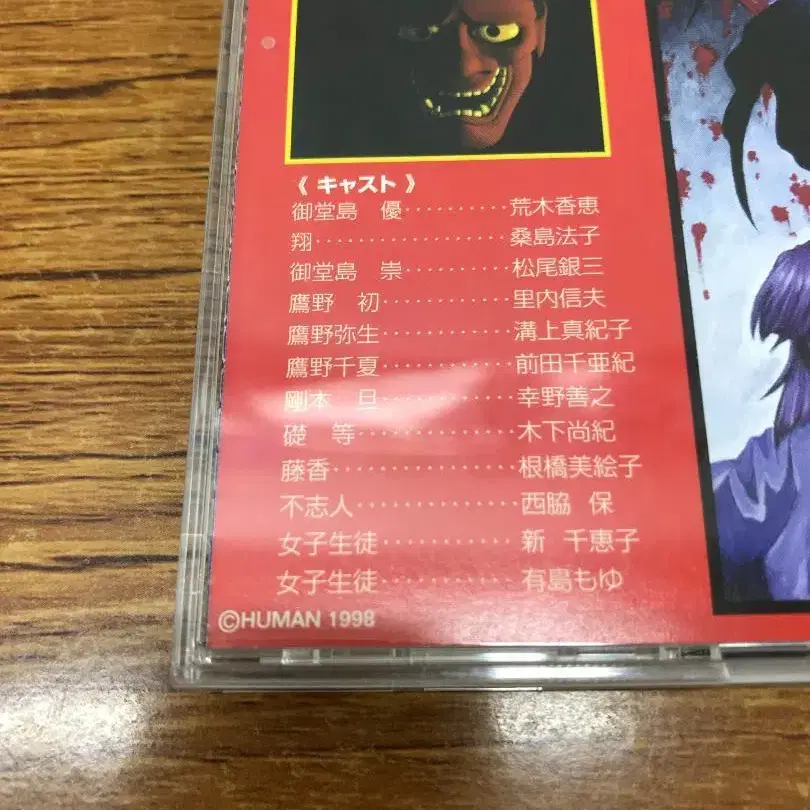 《 キャスト 》
御堂島　優・・・・・・・・・・荒木香恵
翔・・・・・・・・・・・・・・・・・・桑島法子
御堂島　崇・・・・・・・・・・松尾銀三
鷹野　初・・・・・・・・・・・・里内信夫
鷹野弥生・・・・・・・・・・・・溝上真紀子
鷹野千夏・・・・・・・・・・・・前田千亜紀
剛本　旦・・・・・・・・・・・・幸野善之
礎　等・・・・・・・・・・・・・・・木下尚紀
藤香・・・・・・・・・・・・・・・・・根橋美絵子
不志人・・・・・・・・・・・・・・・西脇　保
女子生徒・・・・・・・・・・・・・新　千恵子
女子生徒・・・・・・・・・・・・・有島もゆ
©HUMAN 1998